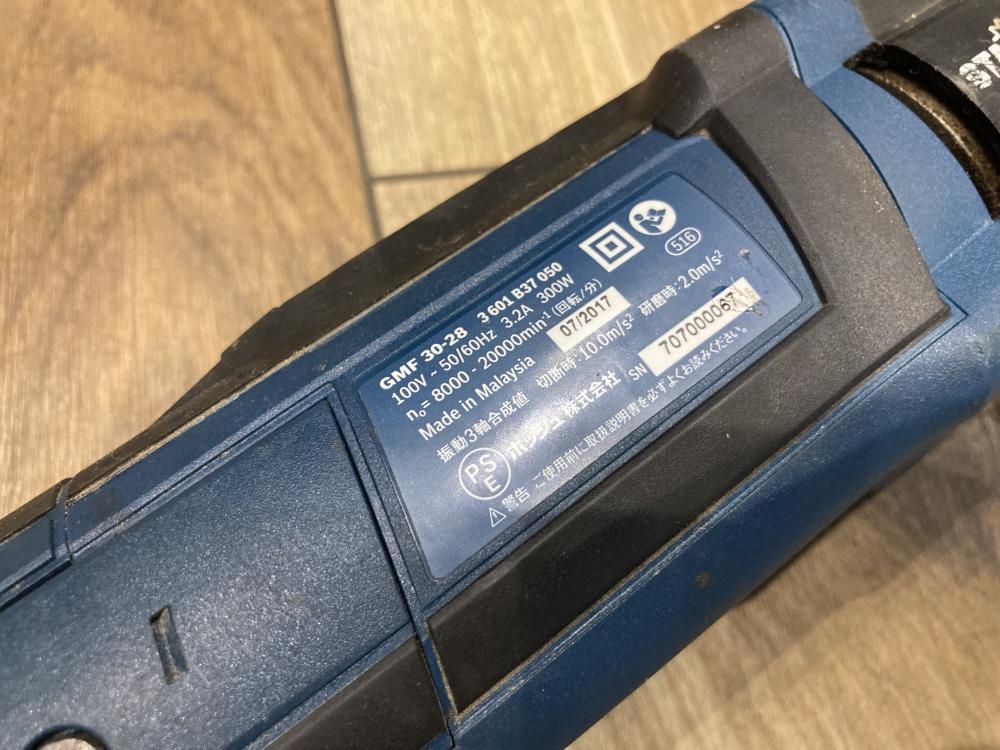 GMF 30-28 3 601 B37 050
100V ~ 50/60Hz 3.2A 300W
n₀= 8000 - 20000min⁻¹ (回転/分)
Made in Malaysia 07/2017
振動3軸合成値 切断時:10.0m/s² 研磨時:2.0m/s²
PSE ボッシュ株式会社 SN 707000067
⚠ 警告 ご使用前に取扱説明書を必ずよくお読みください。
516